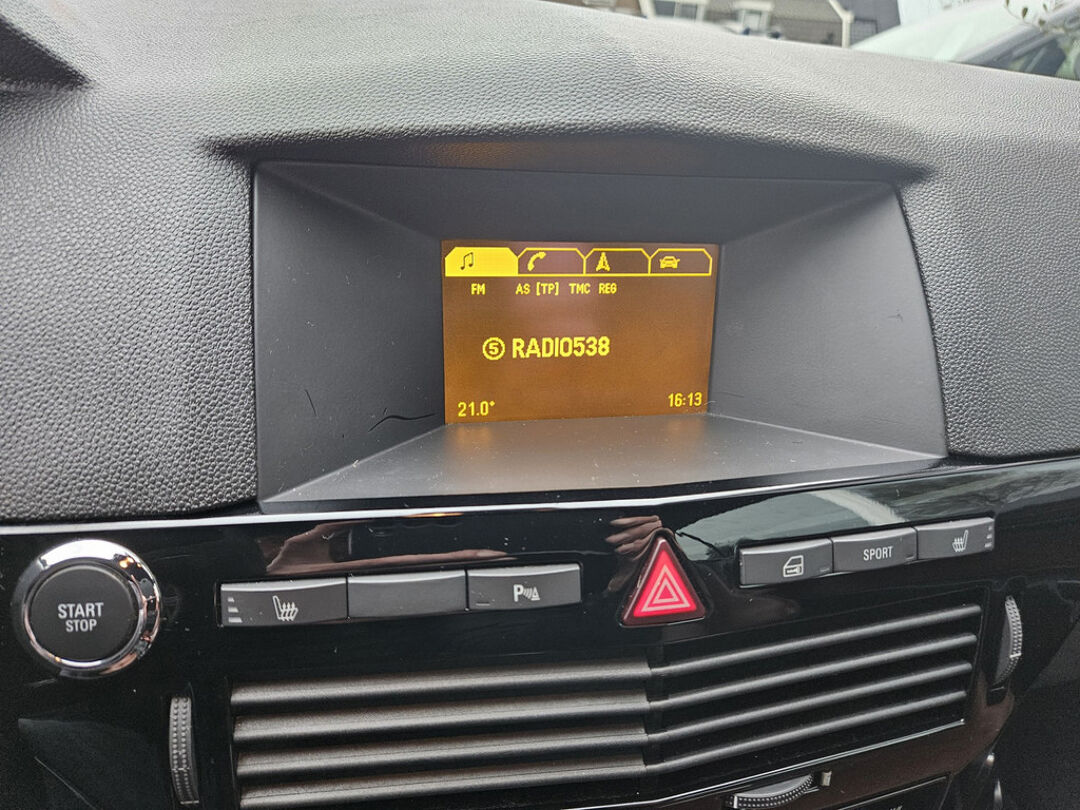 FM AS [TP] TMC REG
5 RADIO538
21.0° 16:13
START
STOP
P
SPORT